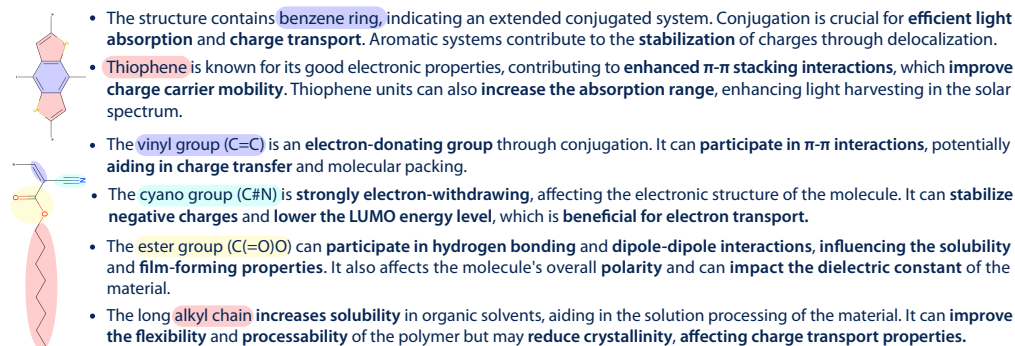 • The structure contains benzene ring, indicating an extended conjugated system. Conjugation is crucial for efficient light
absorption and charge transport. Aromatic systems contribute to the stabilization of charges through delocalization.
• Thiophene is known for its good electronic properties, contributing to enhanced π-π stacking interactions, which improve
charge carrier mobility. Thiophene units can also increase the absorption range, enhancing light harvesting in the solar
spectrum.
• The vinyl group (C=C) is an electron-donating group through conjugation. It can participate in π-π interactions, potentially
aiding in charge transfer and molecular packing.
• The cyano group (C#N) is strongly electron-withdrawing, affecting the electronic structure of the molecule. It can stabilize
negative charges and lower the LUMO energy level, which is beneficial for electron transport.
• The ester group (C(=O)O) can participate in hydrogen bonding and dipole-dipole interactions, influencing the solubility
and film-forming properties. It also affects the molecule's overall polarity and can impact the dielectric constant of the
material.
• The long alkyl chain increases solubility in organic solvents, aiding in the solution processing of the material. It can improve
the flexibility and processability of the polymer but may reduce crystallinity, affecting charge transport properties.
S
S
N
O
O